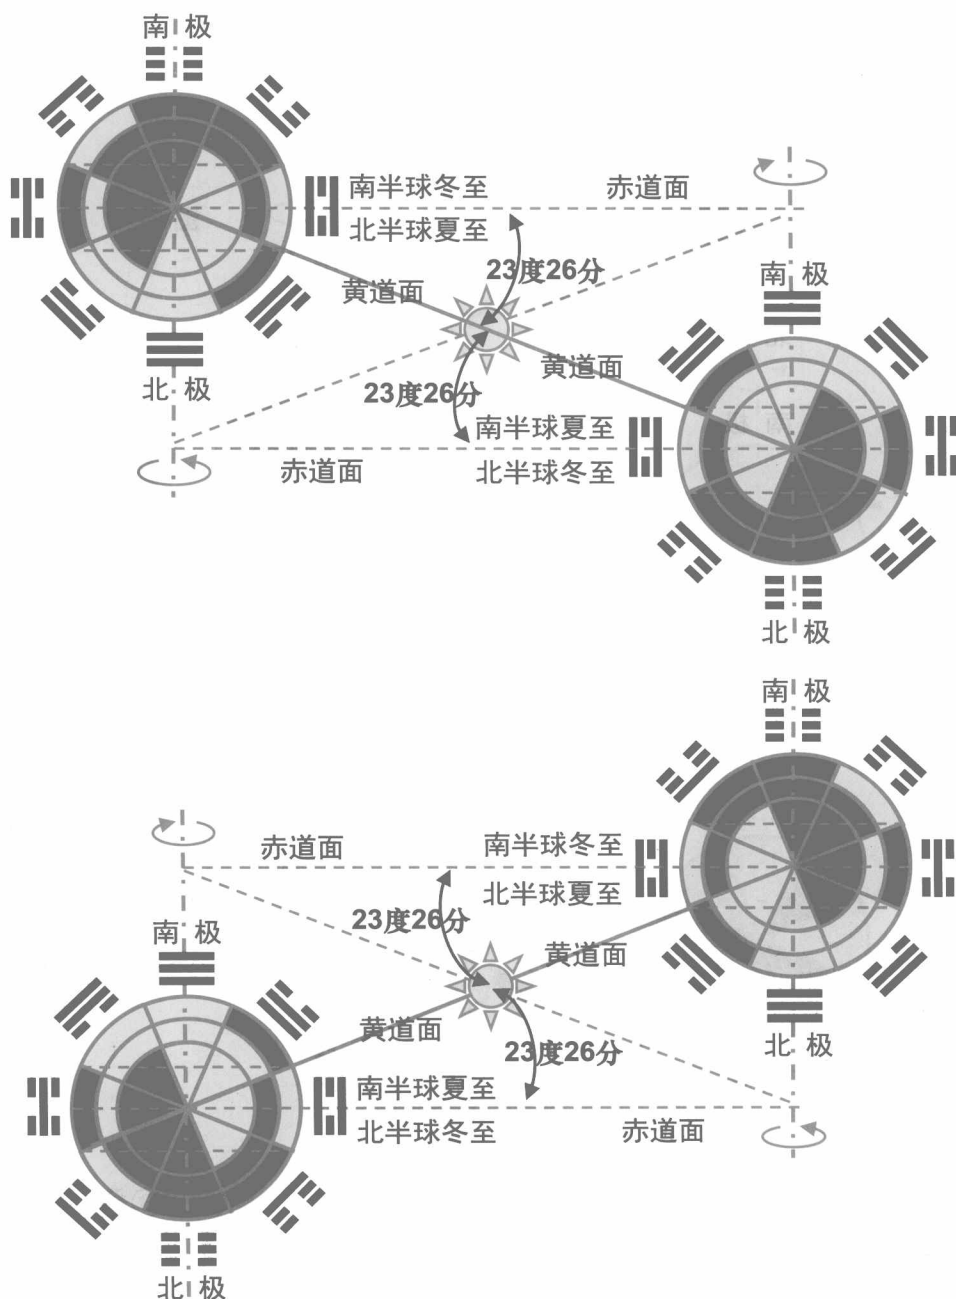 南极
南半球冬至
赤道面
北半球夏至
23度26分
黄道面
南极
北极
黄道面
23度26分
南半球夏至
赤道面
北半球冬至
北极
南极
赤道面
南半球冬至
北半球夏至
23度26分
南极
黄道面
黄道面
北极
23度26分
南半球夏至
北半球冬至
赤道面
北极